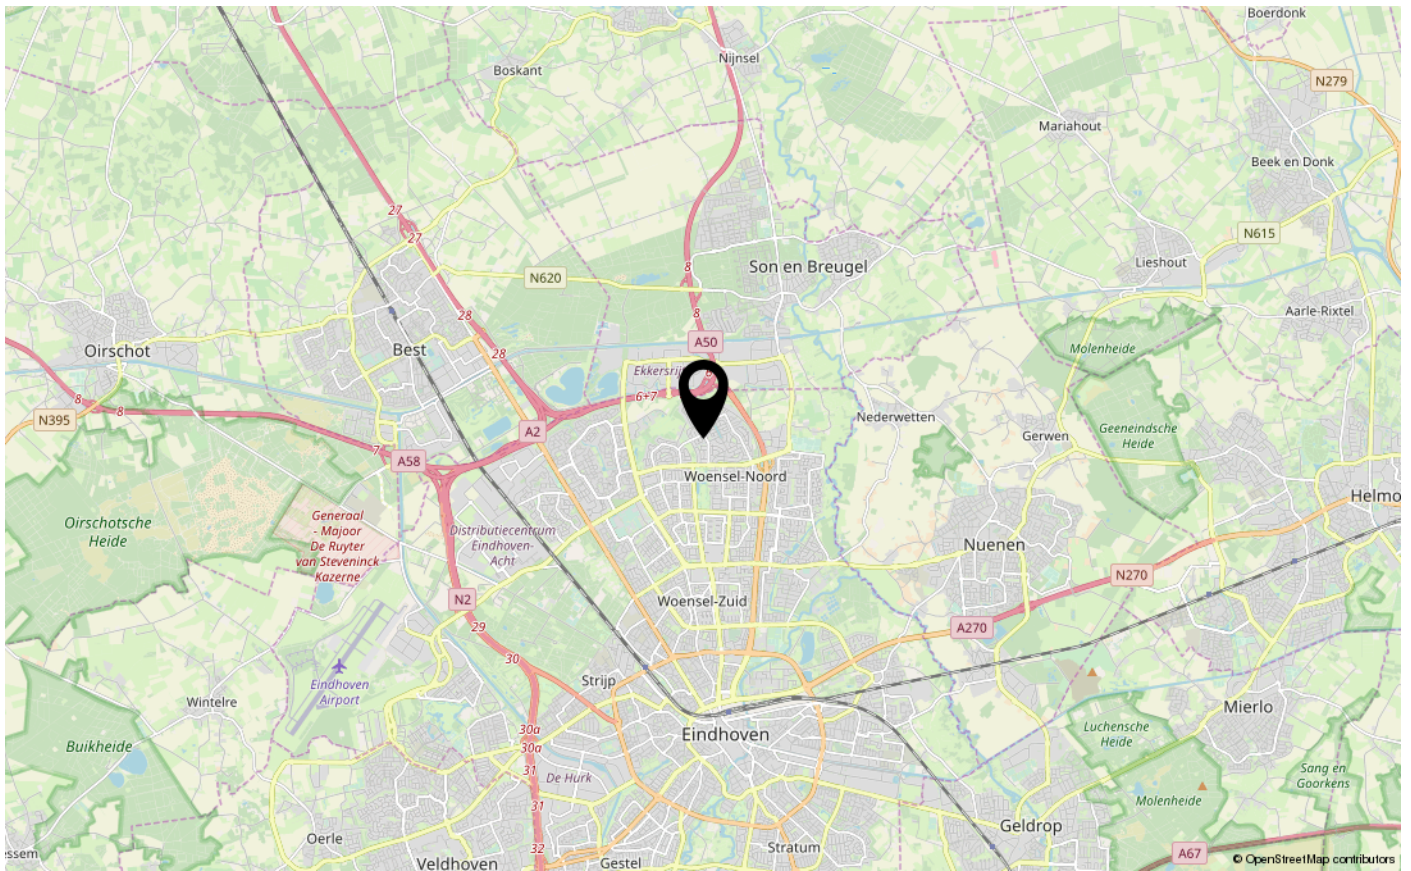 Boerdonk
Nijnsel
Boskant
N279
Mariahout
Beek en Donk
27
27
N615
Lieshout
Son en Breugel
8
N620
8
28
Aarle-Rixtel
Oirschot
Best
28
A50
Molenheide
Ekkersrij
6+7
8
8
N395
A2
Nederwetten
Geeneindsche
Heide
Gerwen
7
A58
Woensel-Noord
Helmo
Oirschotsche
Heide
Generaal
- Majoor
De Ruyter
van Steveninck
Kazerne
Distributiecentrum
Eindhoven-
Acht
Nuenen
N270
N2
Woensel-Zuid
29
A270
30
Strijp
Eindhoven
Airport
Wintelre
Mierlo
Buikheide
30a
30a
Eindhoven
Luchensche
Heide
31
De Hurk
Sang en
Goorkens
31
Molenheide
Oerle
32
Geldrop
Stratum
essem
Veldhoven
Gestel
A67
© OpenStreetMap contributors